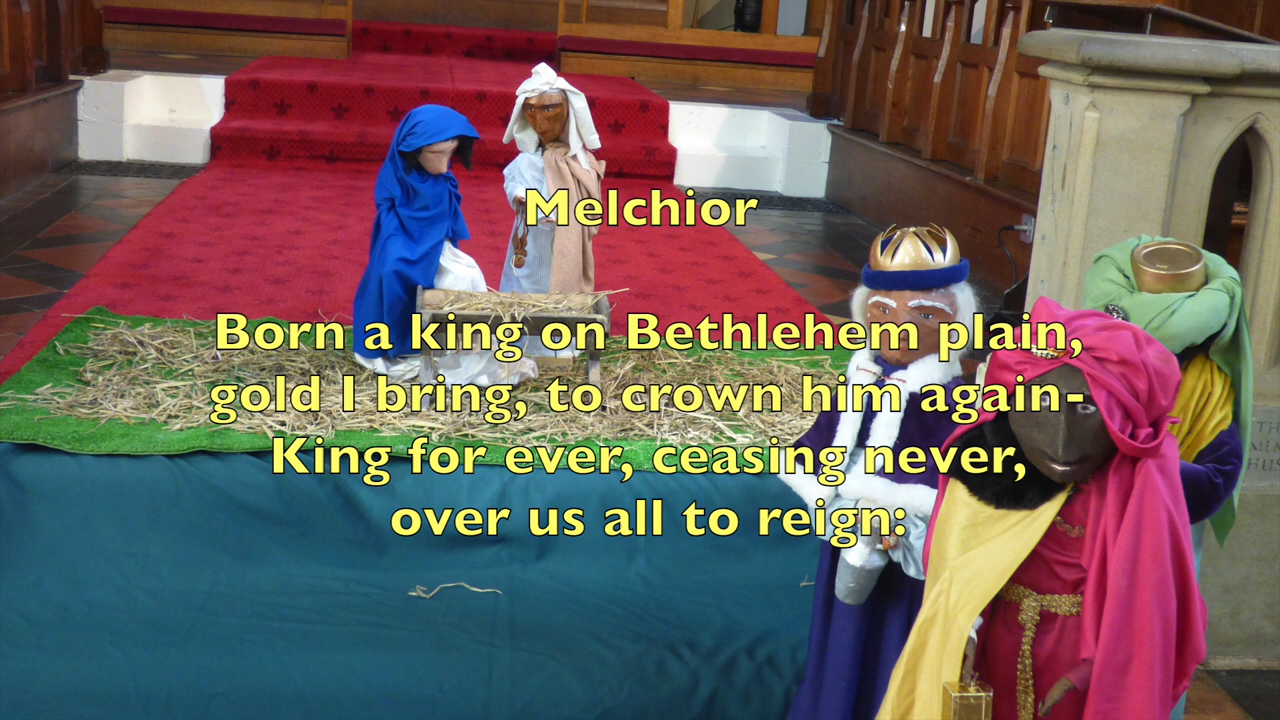 Melchior
Born a king on Bethlehem plain,
gold I bring, to crown him again-
King for ever, ceasing never,
over us all to reign: